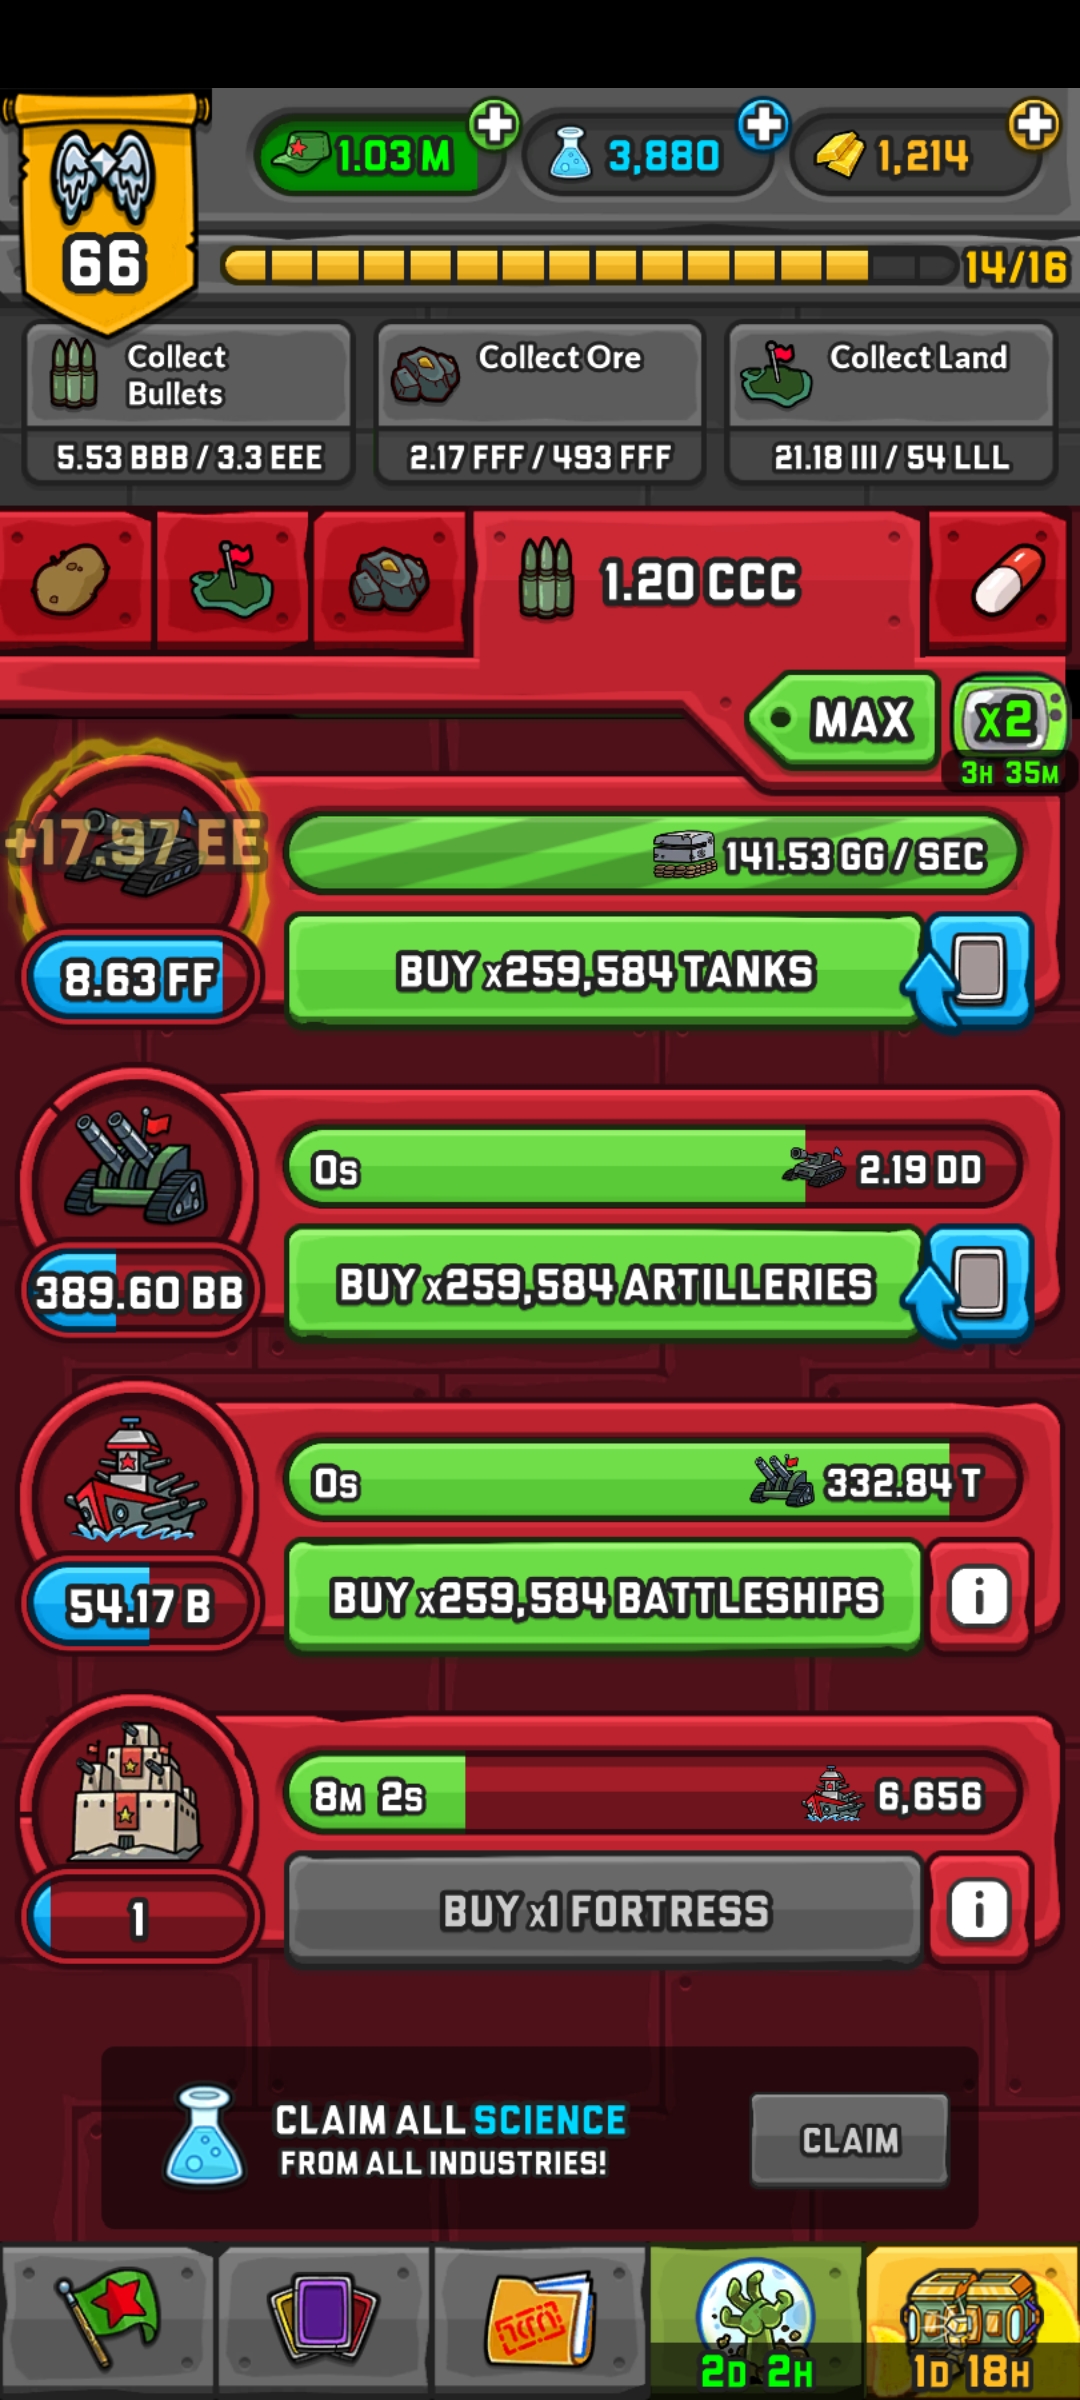 1.03 M
3,880
1,214
66
14/16
Collect
Bullets
5.53 BBB / 3.3 EEE
Collect Ore
2.17 FFF / 493 FFF
Collect Land
21.18 III / 54 LLL
1.20 CCC
MAX
x2
3H 35M
+17.97 EE
141.53 GG / SEC
8.63 FF
BUY x259,584 TANKS
0s
2.19 DD
389.60 BB
BUY x259,584 ARTILLERIES
0s
332.84 T
54.17 B
BUY x259,584 BATTLESHIPS
i
8M 2s
6,656
1
BUY x1 FORTRESS
i
CLAIM ALL SCIENCE
FROM ALL INDUSTRIES!
CLAIM
2D 2H
1D 18H